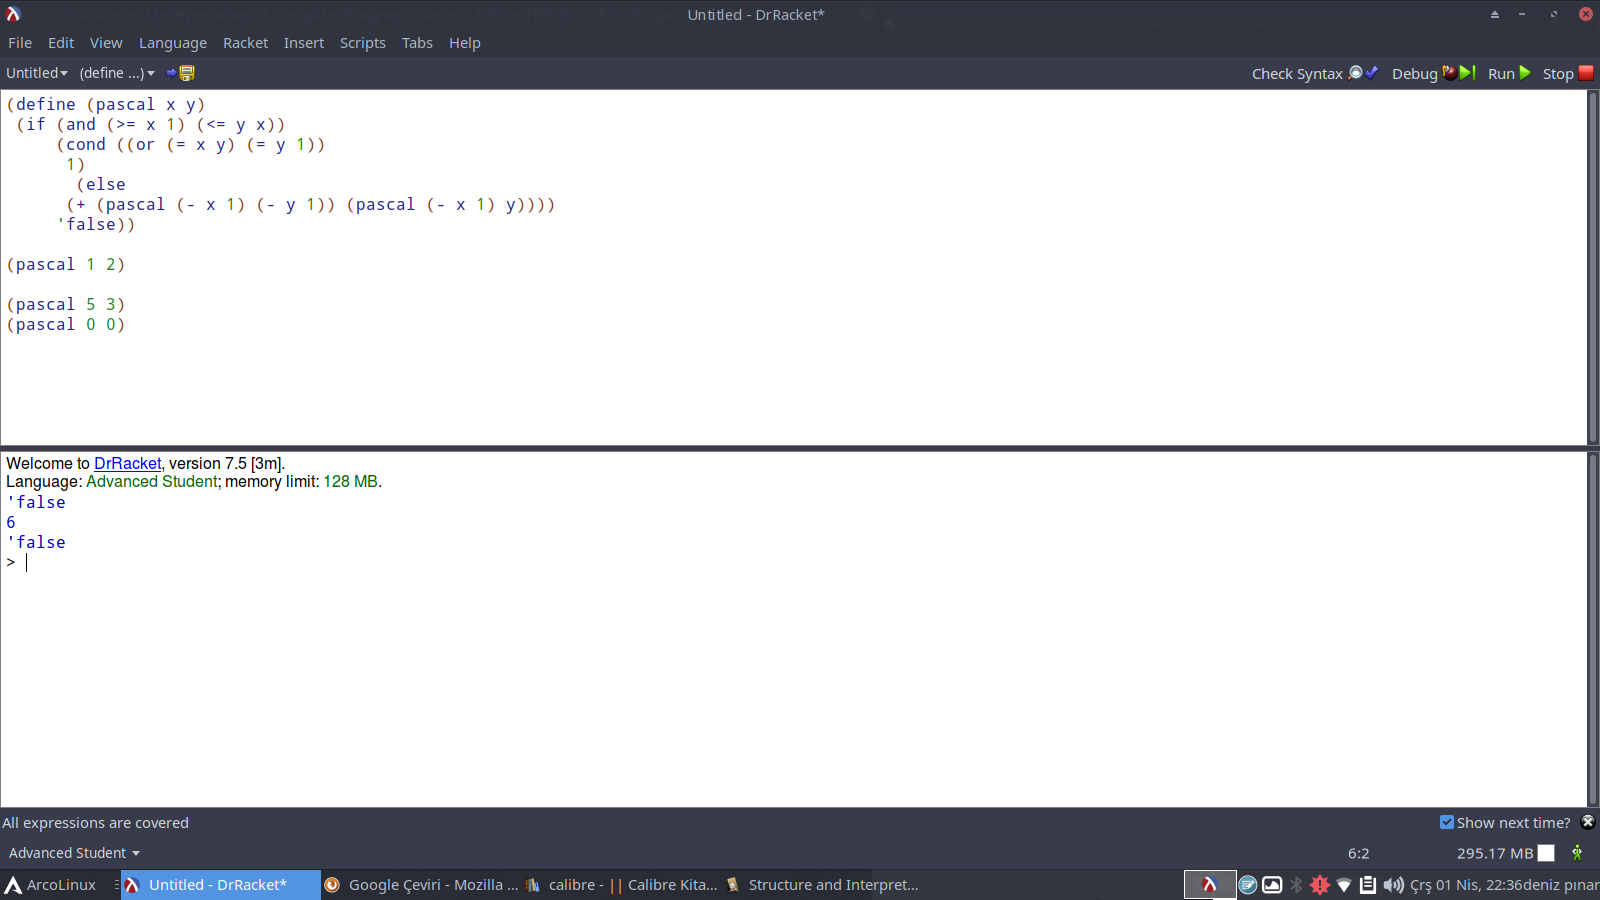 Untitled - DrRacket*
File Edit View Language Racket Insert Scripts Tabs Help
Untitled (define ...) Check Syntax Debug Run Stop
(define (pascal x y)
 (if (and (>= x 1) (<= y x))
     (cond ((or (= x y) (= y 1))
      1)
       (else
      (+ (pascal (- x 1) (- y 1)) (pascal (- x 1) y))))
     'false))
(pascal 1 2)
(pascal 5 3)
(pascal 0 0)
Welcome to DrRacket, version 7.5 [3m].
Language: Advanced Student; memory limit: 128 MB.
'false
6
'false
>
All expressions are covered Show next time?
Advanced Student 6:2 295.17 MB
ArcoLinux Untitled - DrRacket* Google Çeviri - Mozilla ... calibre - || Calibre Kita... Structure and Interpret... Çrş 01 Nis, 22:36 deniz pınar